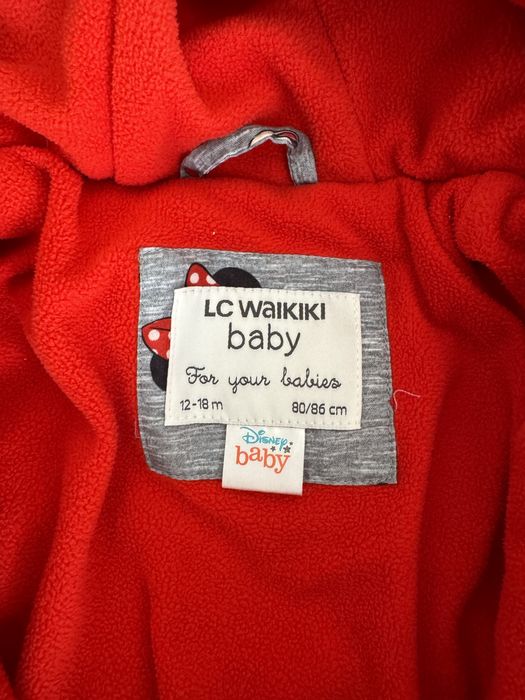 LC WAIKIKI
baby
For your babies
12-18 m 80/86 cm
Disney
baby